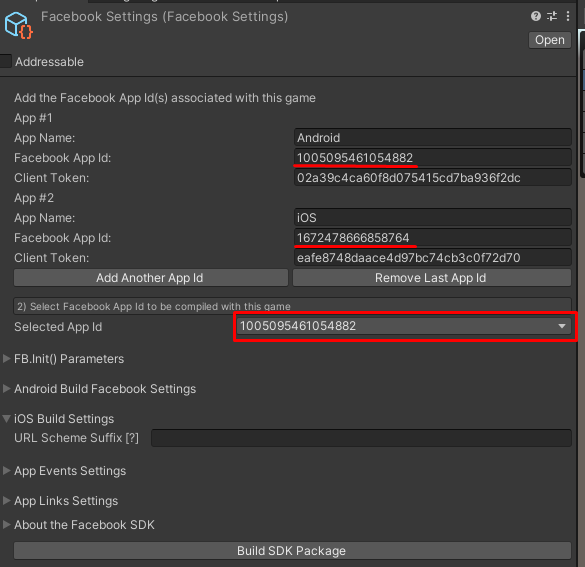 Facebook Settings (Facebook Settings)
Open
Addressable
Add the Facebook App Id(s) associated with this game
App #1
App Name: Android
Facebook App Id: 1005095461054882
Client Token: 02a39c4ca60f8d075415cd7ba936f2dc
App #2
App Name: iOS
Facebook App Id: 1672478666858764
Client Token: eafe8748daace4d97bc74cb3c0f72d70
Add Another App Id Remove Last App Id
2) Select Facebook App Id to be compiled with this game
Selected App Id 1005095461054882
FB.Init() Parameters
Android Build Facebook Settings
iOS Build Settings
URL Scheme Suffix [?]
App Events Settings
App Links Settings
About the Facebook SDK
Build SDK Package